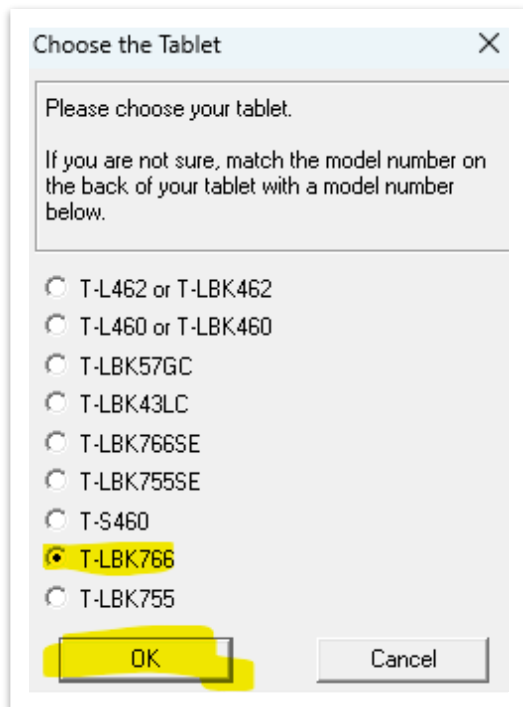 Choose the Tablet
Please choose your tablet.
If you are not sure, match the model number on
the back of your tablet with a model number
below.
T-L462 or T-LBK462
T-L460 or T-LBK460
T-LBK57GC
T-LBK43LC
T-LBK766SE
T-LBK755SE
T-S460
T-LBK766
T-LBK755
OK
Cancel